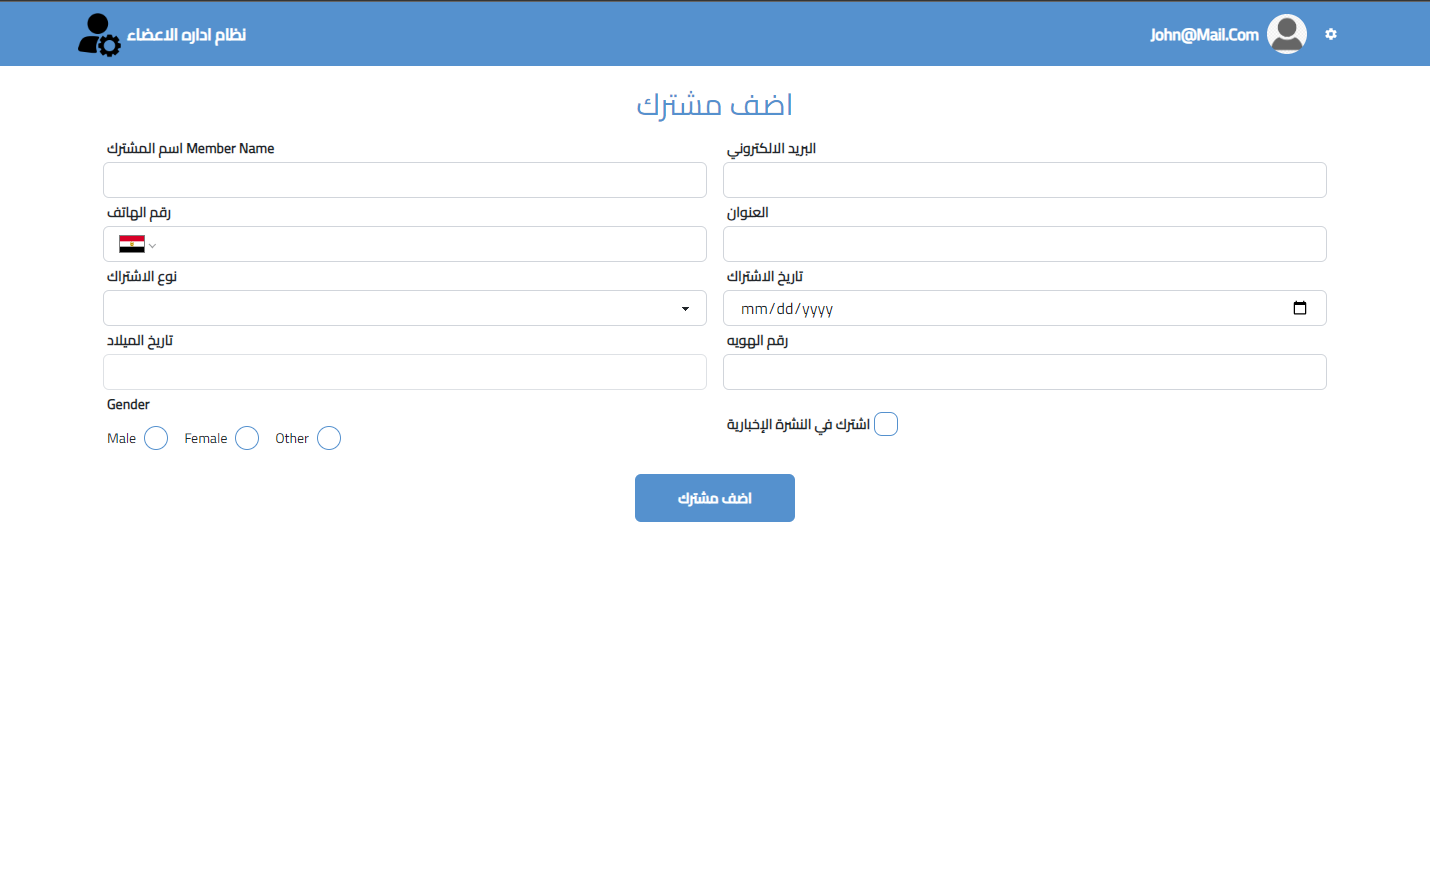 نظام اداره الاعضاء
John@Mail.Com
اضف مشترك
اسم المشترك Member Name
البريد الالكتروني
رقم الهاتف
العنوان
نوع الاشتراك
تاريخ الاشتراك
mm/dd/yyyy
تاريخ الميلاد
رقم الهويه
Gender
Male Female Other
اشترك في النشرة الإخبارية
اضف مشترك